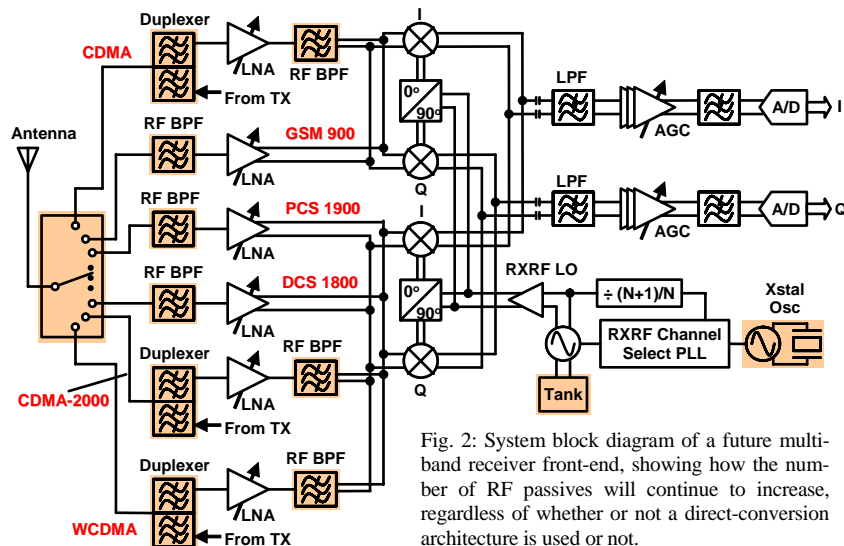 Duplexer
CDMA
LNA
RF BPF
From TX
I
0o
90o
Q
LPF
AGC
A/D
I
Antenna
RF BPF
GSM 900
LNA
RF BPF
PCS 1900
LNA
I
0o
90o
Q
LPF
AGC
A/D
Q
RF BPF
DCS 1800
LNA
RXRF LO
÷ (N+1)/N
RXRF Channel
Select PLL
Xstal
Osc
Tank
Duplexer
CDMA-2000
LNA
RF BPF
From TX
Duplexer
WCDMA
LNA
RF BPF
From TX
Fig. 2: System block diagram of a future multi-
band receiver front-end, showing how the num-
ber of RF passives will continue to increase,
regardless of whether or not a direct-conversion
architecture is used or not.